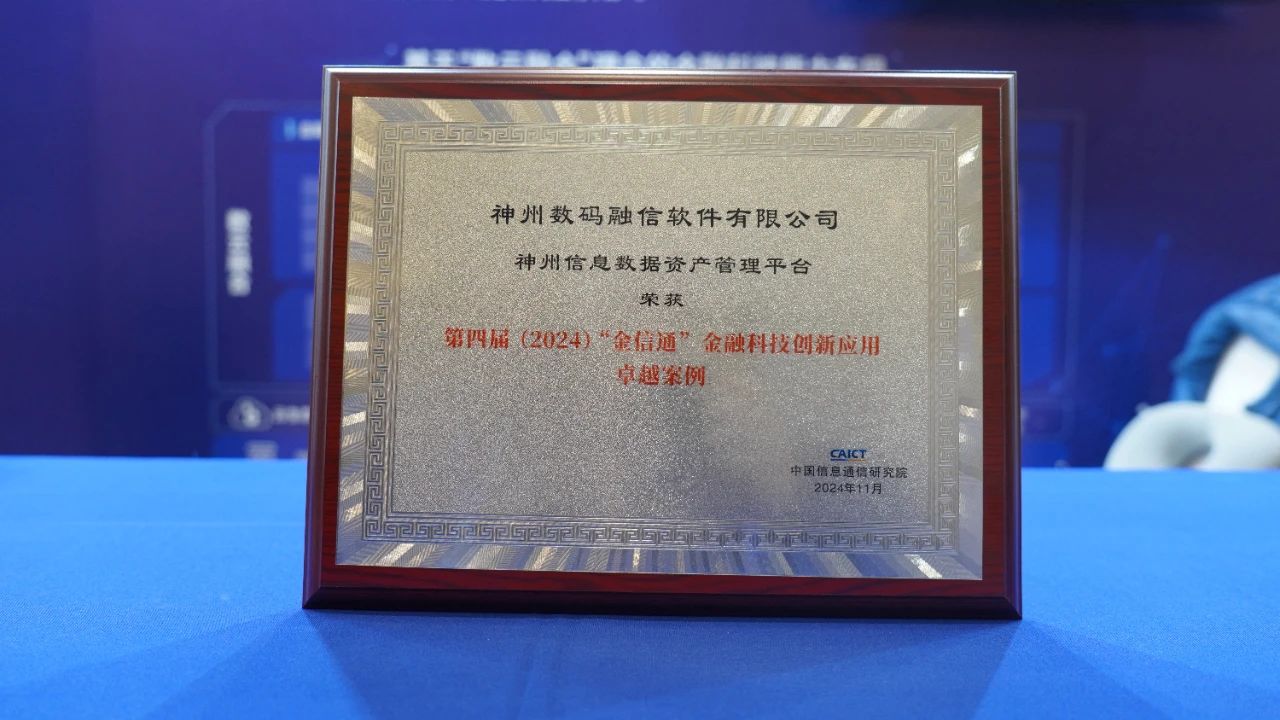 神州数码融信软件有限公司
神州信息数据资产管理平台
荣获
第四届（2024）“金信通”金融科技创新应用
卓越案例
CAICT
中国信息通信研究院
2024年11月